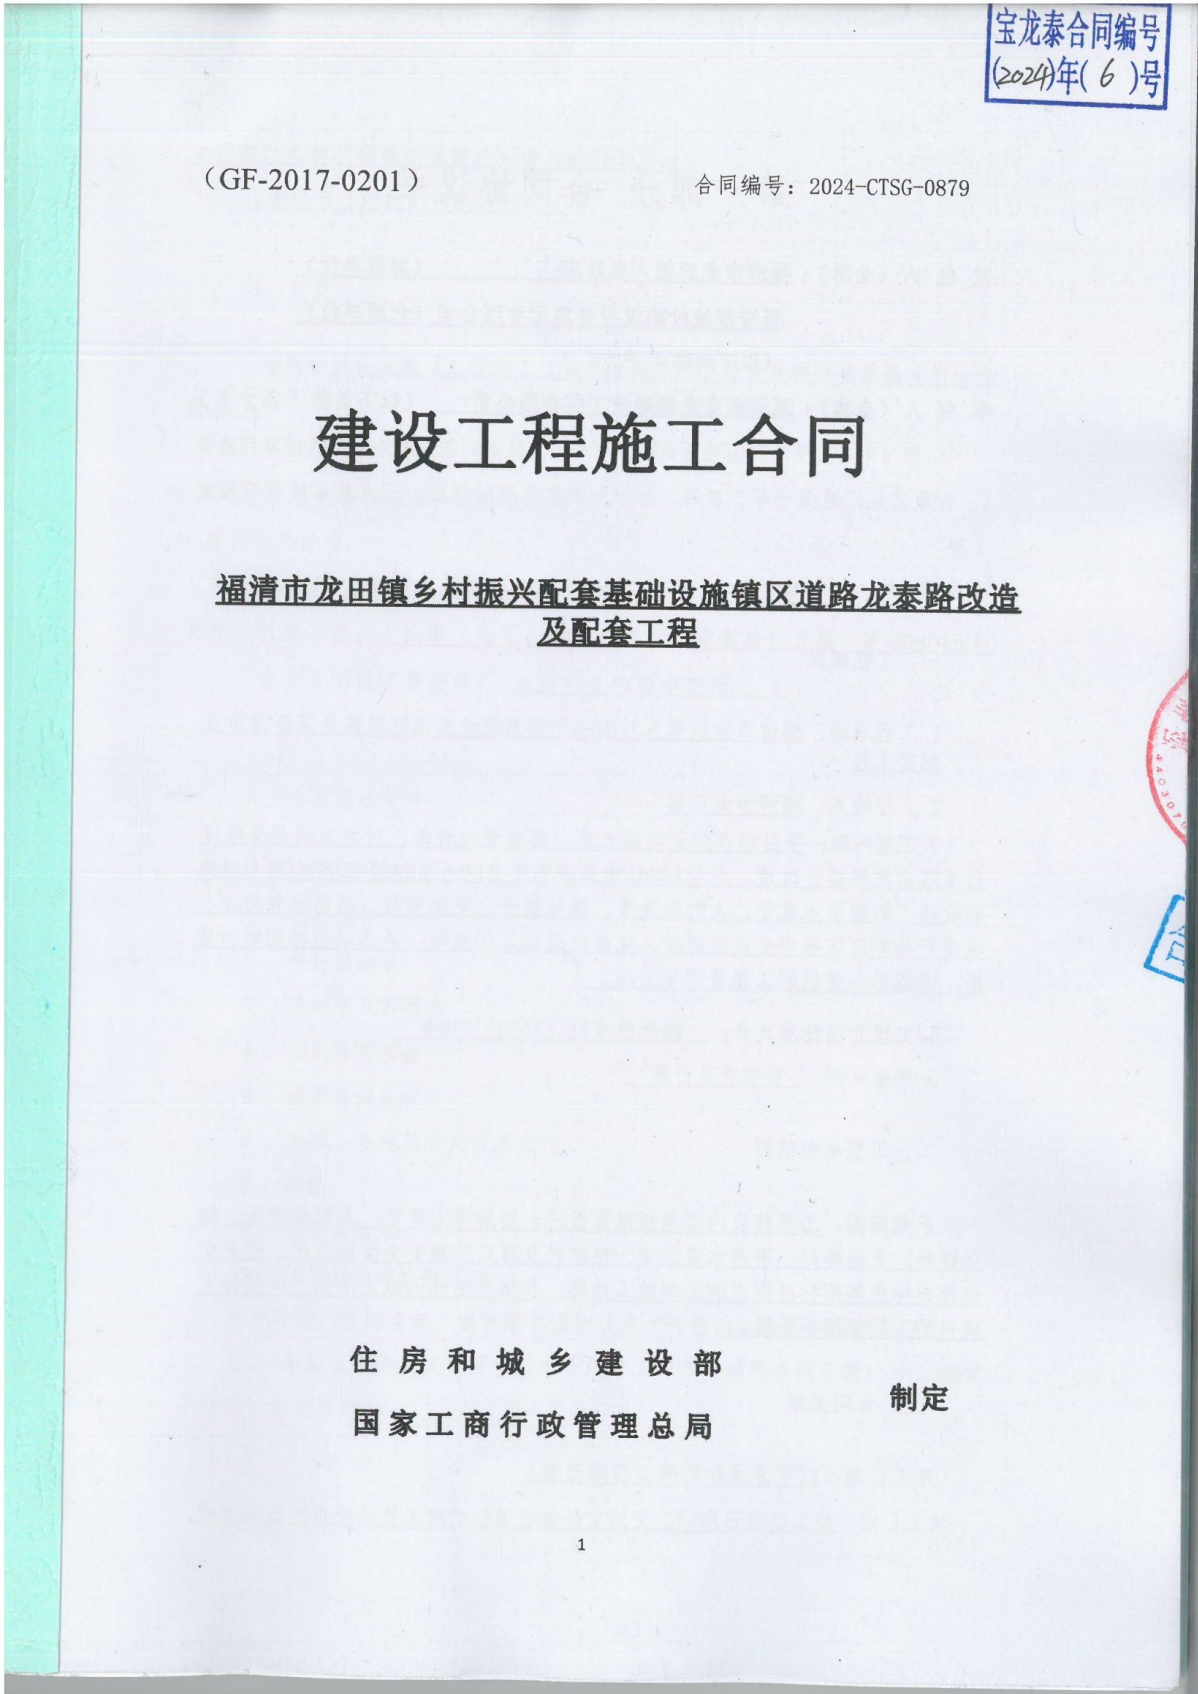 宝龙泰合同编号
(2024)年(6)号
（GF-2017-0201）
合同编号：2024-CTSG-0879
建设工程施工合同
福清市龙田镇乡村振兴配套基础设施镇区道路龙泰路改造
及配套工程
住房和城乡建设部
国家工商行政管理总局
制定
1